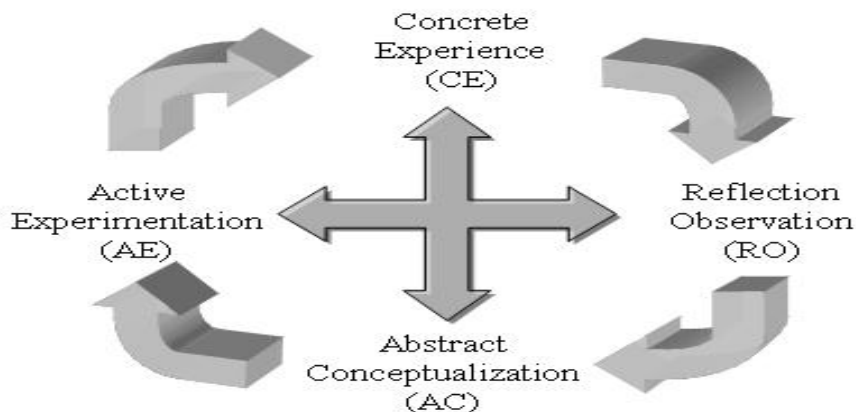 Concrete
Experience
(CE)
Active
Experimentation
(AE)
Reflection
Observation
(RO)
Abstract
Conceptualization
(AC)